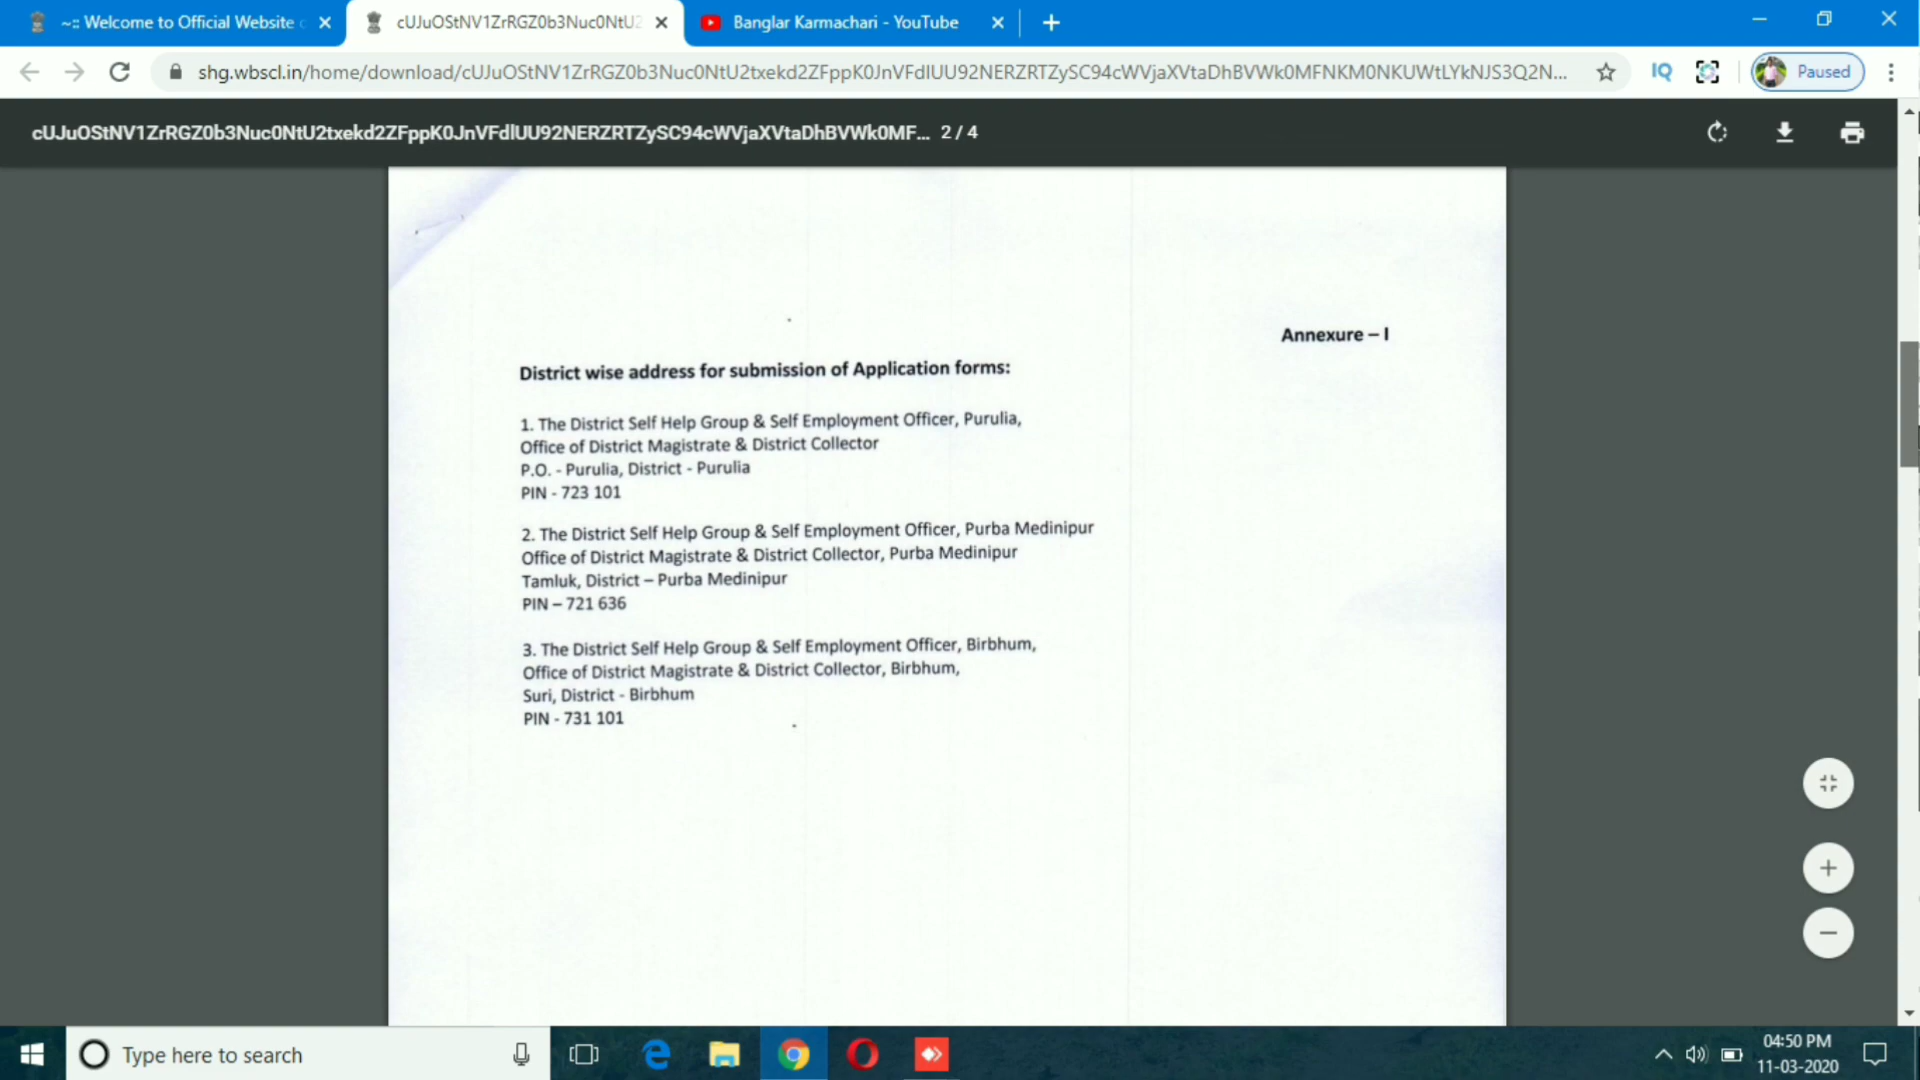 ~:: Welcome to Official Website
cUJuOStNV1ZrRGZ0b3Nuc0NtU2
Banglar Karmachari - YouTube
shg.wbscl.in/home/download/cUJuOStNV1ZrRGZ0b3Nuc0NtU2txekd2ZFppK0JnVFdlUU92NERZRTZySC94cWVjaXVtaDhBVWk0MFNKM0NKUWtLYkNJS3Q2N...
IQ
Paused
cUJuOStNV1ZrRGZ0b3Nuc0NtU2txekd2ZFppK0JnVFdlUU92NERZRTZySC94cWVjaXVtaDhBVWk0MF... 2 / 4
Annexure – I
District wise address for submission of Application forms:
1. The District Self Help Group & Self Employment Officer, Purulia,
Office of District Magistrate & District Collector
P.O. - Purulia, District - Purulia
PIN - 723 101
2. The District Self Help Group & Self Employment Officer, Purba Medinipur
Office of District Magistrate & District Collector, Purba Medinipur
Tamluk, District – Purba Medinipur
PIN – 721 636
3. The District Self Help Group & Self Employment Officer, Birbhum,
Office of District Magistrate & District Collector, Birbhum,
Suri, District - Birbhum
PIN - 731 101
Type here to search
04:50 PM
11-03-2020